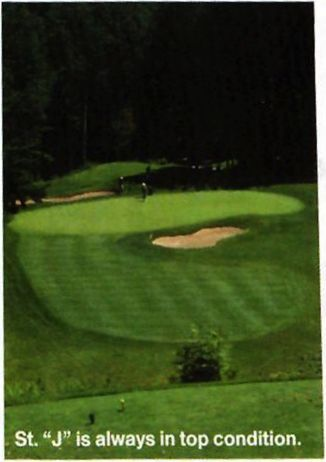 St. "J" is always in top condition.